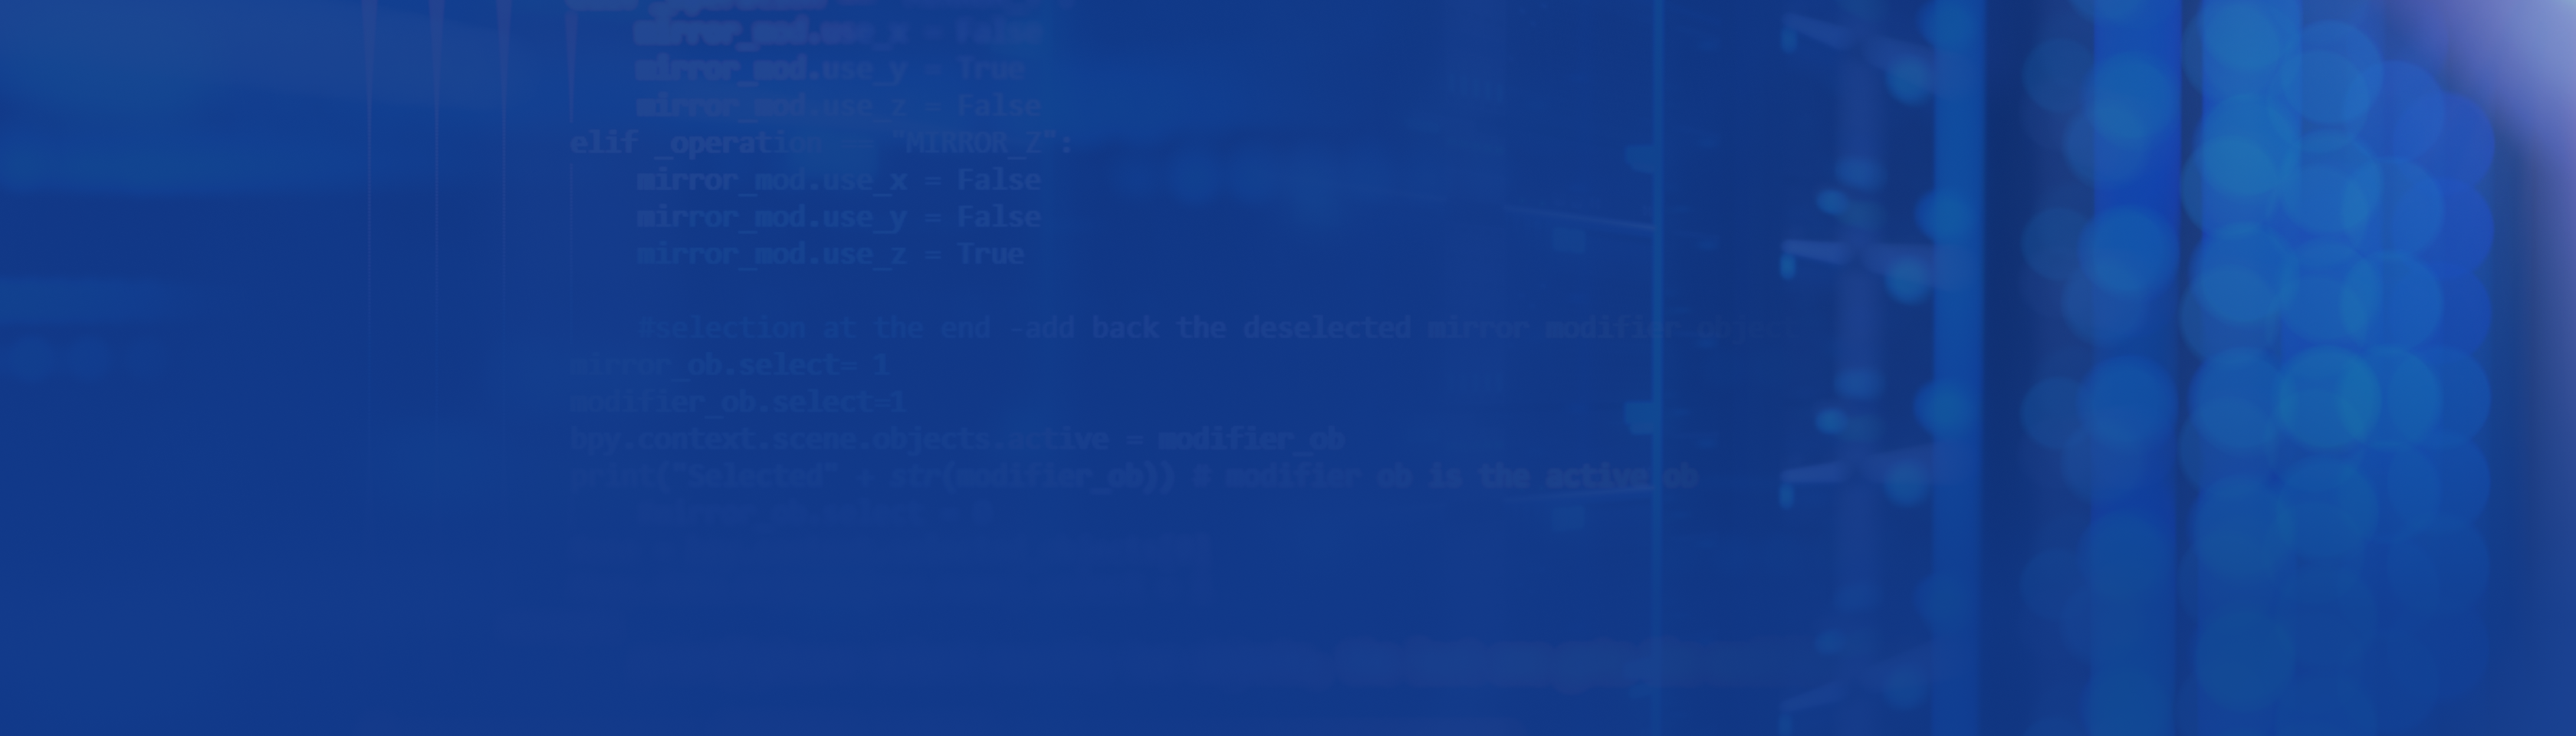 mirror_mod.use_x = False
mirror_mod.use_y = True
mirror_mod.use_z = False
elif _operation == "MIRROR_Z":
mirror_mod.use_x = False
mirror_mod.use_y = False
mirror_mod.use_z = True
#selection at the end -add back the deselected mirror modifier object
mirror_ob.select= 1
modifier_ob.select=1
bpy.context.scene.objects.active = modifier_ob
print("Selected" + str(modifier_ob)) # modifier ob is the active ob